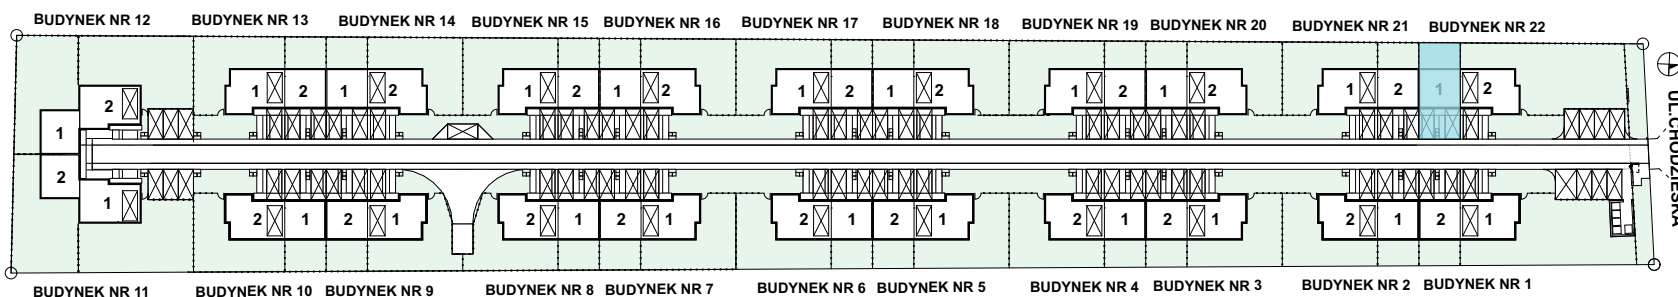 BUDYNEK NR 12 BUDYNEK NR 13 BUDYNEK NR 14 BUDYNEK NR 15 BUDYNEK NR 16 BUDYNEK NR 17 BUDYNEK NR 18 BUDYNEK NR 19 BUDYNEK NR 20 BUDYNEK NR 21 BUDYNEK NR 22
1 2 1 2 1 2 1 2 1 2 1 2 1 2 1 2 1 2 1 2
2
1
2
1
UL.CHODZIESKA
2 1 2 1 2 1 2 1 2 1 2 1 2 1 2 1 2 1 2 1
BUDYNEK NR 11 BUDYNEK NR 10 BUDYNEK NR 9 BUDYNEK NR 8 BUDYNEK NR 7 BUDYNEK NR 6 BUDYNEK NR 5 BUDYNEK NR 4 BUDYNEK NR 3 BUDYNEK NR 2 BUDYNEK NR 1